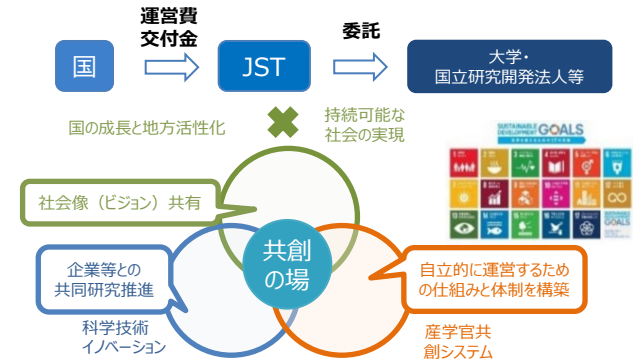 運営費
交付金
委託
国
JST
大学・
国立研究開発法人等
国の成長と地方活性化
持続可能な
社会の実現
SUSTAINABLE
DEVELOPMENT
GOALS
社会像（ビジョン）共有
共創
の場
企業等との
共同研究推進
自立的に運営するため
の仕組みと体制を構築
科学技術
イノベーション
産学官共
創システム